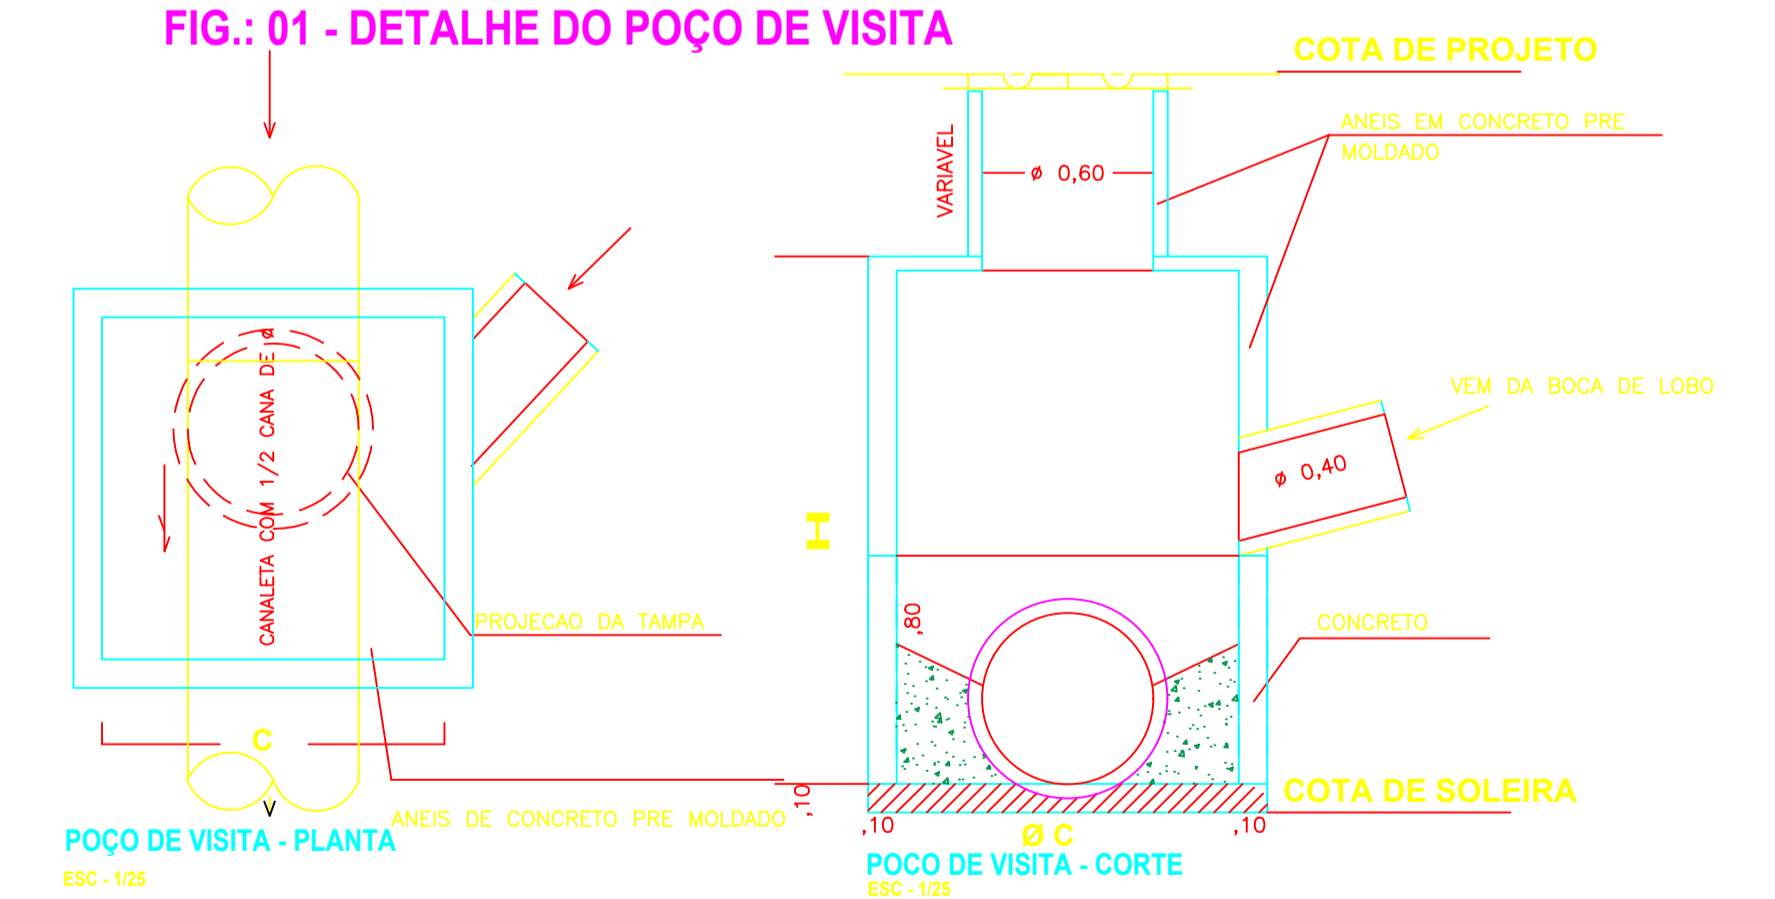 FIG.: 01 - DETALHE DO POÇO DE VISITA
COTA DE PROJETO
ANEIS EM CONCRETO PRE
MOLDADO
VARIAVEL
ø 0,60
VEM DA BOCA DE LOBO
ø 0,40
CANALETA COM 1/2 CANA DE ø
H
PROJECAO DA TAMPA
,80
CONCRETO
C
COTA DE SOLEIRA
,10
ANEIS DE CONCRETO PRE MOLDADO
,10
Ø C
,10
POÇO DE VISITA - PLANTA
ESC - 1/25
POCO DE VISITA - CORTE
ESC - 1/25